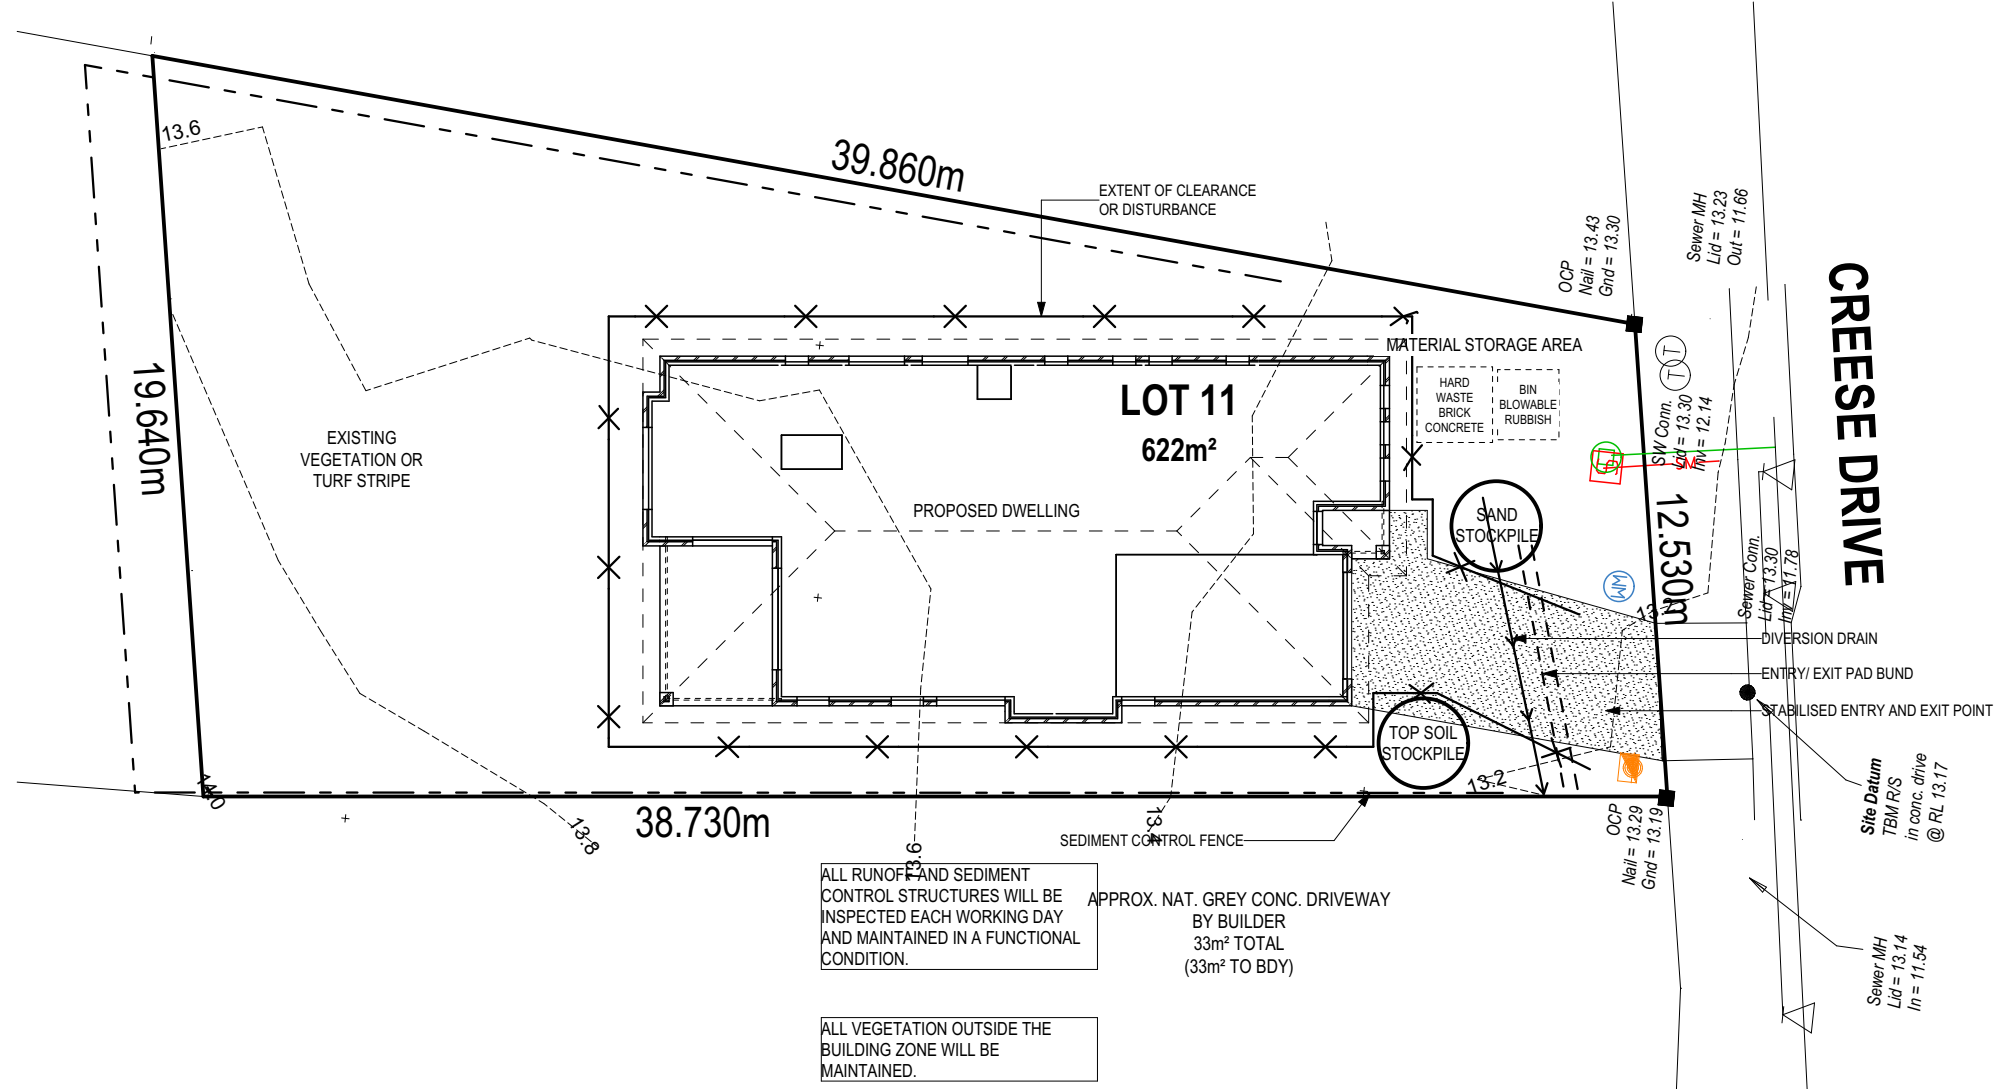 13.6
39.860m
EXTENT OF CLEARANCE
OR DISTURBANCE
OCP
Nail = 13.43
Gnd = 13.30
Sewer MH
Lid = 13.23
Out = 11.66
CREESE DRIVE
19.640m
EXISTING
VEGETATION OR
TURF STRIPE
LOT 11
622m²
PROPOSED DWELLING
MATERIAL STORAGE AREA
HARD
WASTE
BRICK
CONCRETE
BIN
BLOWABLE
RUBBISH
T
T
SW Conn.
Lid = 13.30
Inv = 12.14
SM
SAND
STOCKPILE
12.530m
WM
13.2
Sewer Conn.
Lid = 13.30
Inv = 11.78
DIVERSION DRAIN
ENTRY/ EXIT PAD BUND
STABILISED ENTRY AND EXIT POINT
TOP SOIL
STOCKPILE
13.2
Site Datum
TBM R/S
in conc. drive
@ RL 13.17
14.0
13.8
38.730m
13.6
13.4
SEDIMENT CONTROL FENCE
OCP
Nail = 13.29
Gnd = 13.19
ALL RUNOFF AND SEDIMENT
CONTROL STRUCTURES WILL BE
INSPECTED EACH WORKING DAY
AND MAINTAINED IN A FUNCTIONAL
CONDITION.
APPROX. NAT. GREY CONC. DRIVEWAY
BY BUILDER
33m² TOTAL
(33m² TO BDY)
Sewer MH
Lid = 13.14
In = 11.54
ALL VEGETATION OUTSIDE THE
BUILDING ZONE WILL BE
MAINTAINED.